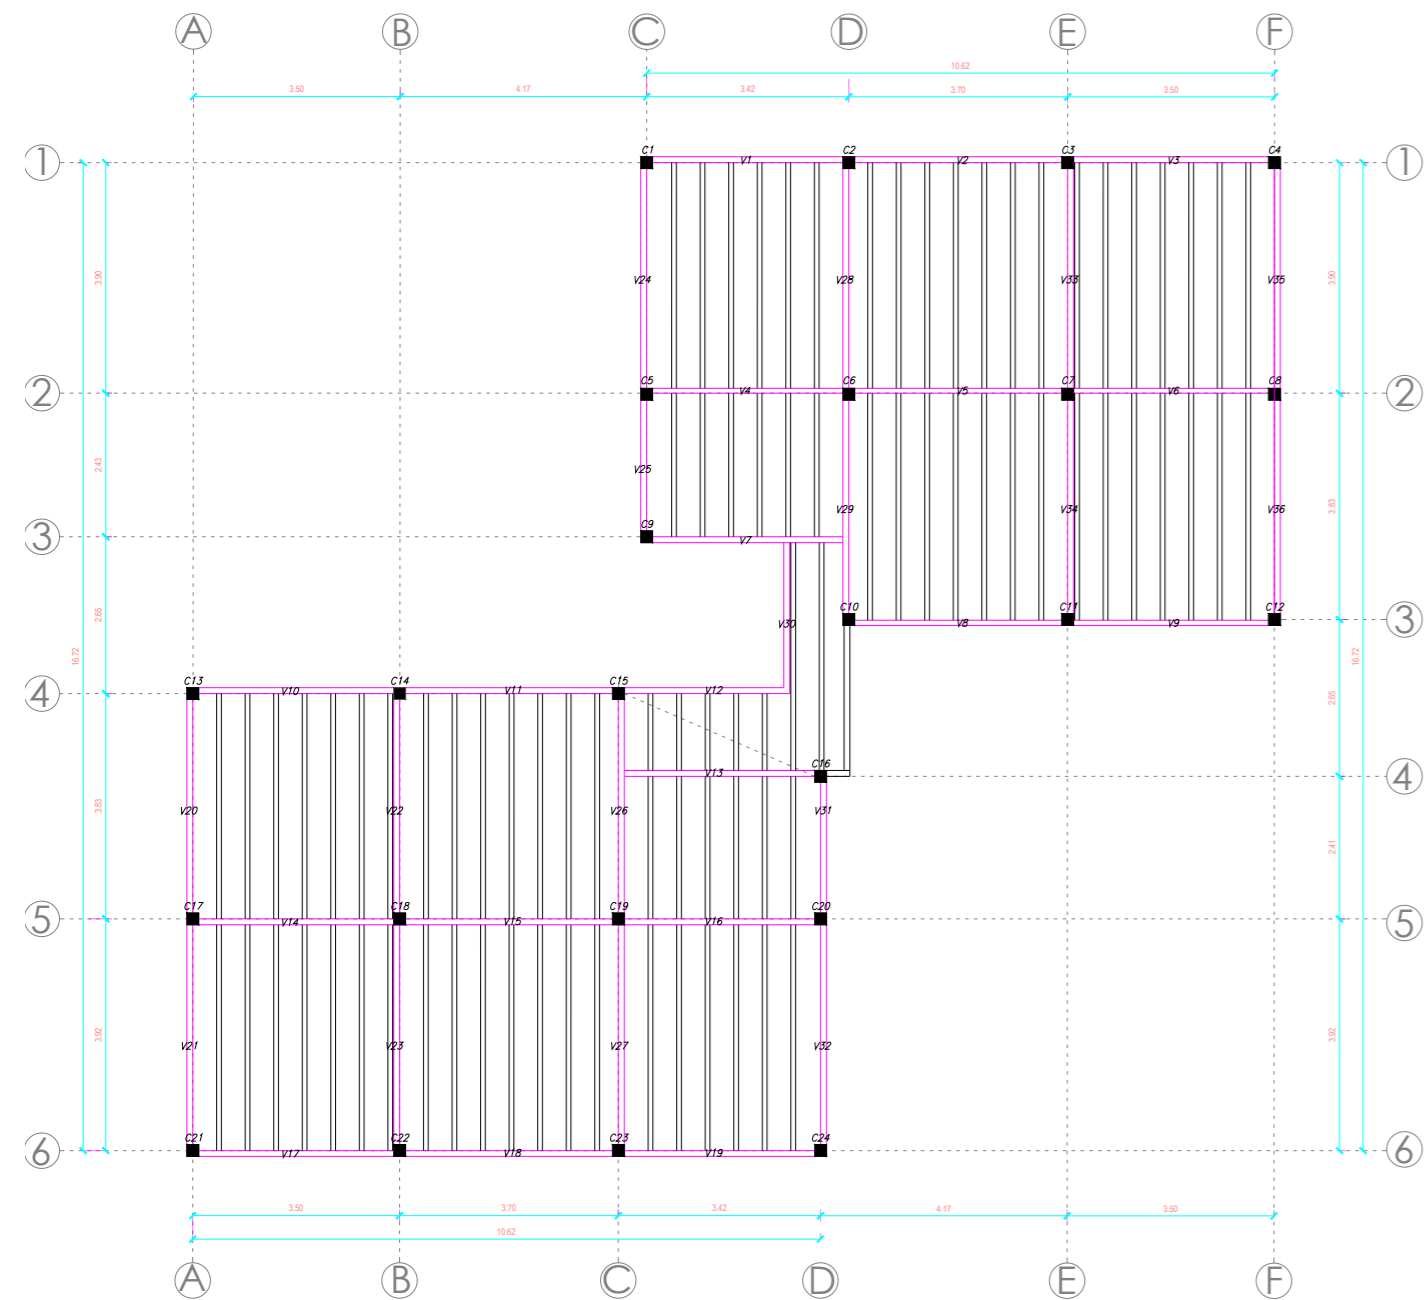 A B C D E F
10.62
3.50 4.17 3.42 3.70 3.50
C1 C2 C3 C4
1 V1 V2 V3 1
3.90 V24 V28 V33 V35 3.90
C5 C6 C7 C8
2 V4 V5 V6 2
2.43 V25
V29 V34 V36 3.83
C9
3 V7
C10 C11 C12
2.65 V30 V8 V9 3
16.72 16.72
C13 C14 C15
4 V10 V11 V12 2.65
C16
V13 4
3.83 V20 V22 V26 V31
2.41
C17 C18 C19 C20
5 V14 V15 V16 5
3.92 V21 V23 V27 V32 3.92
C21 C22 C23 C24
6 V17 V18 V19 6
3.50 3.70 3.42 4.17 3.50
10.62
A B C D E F